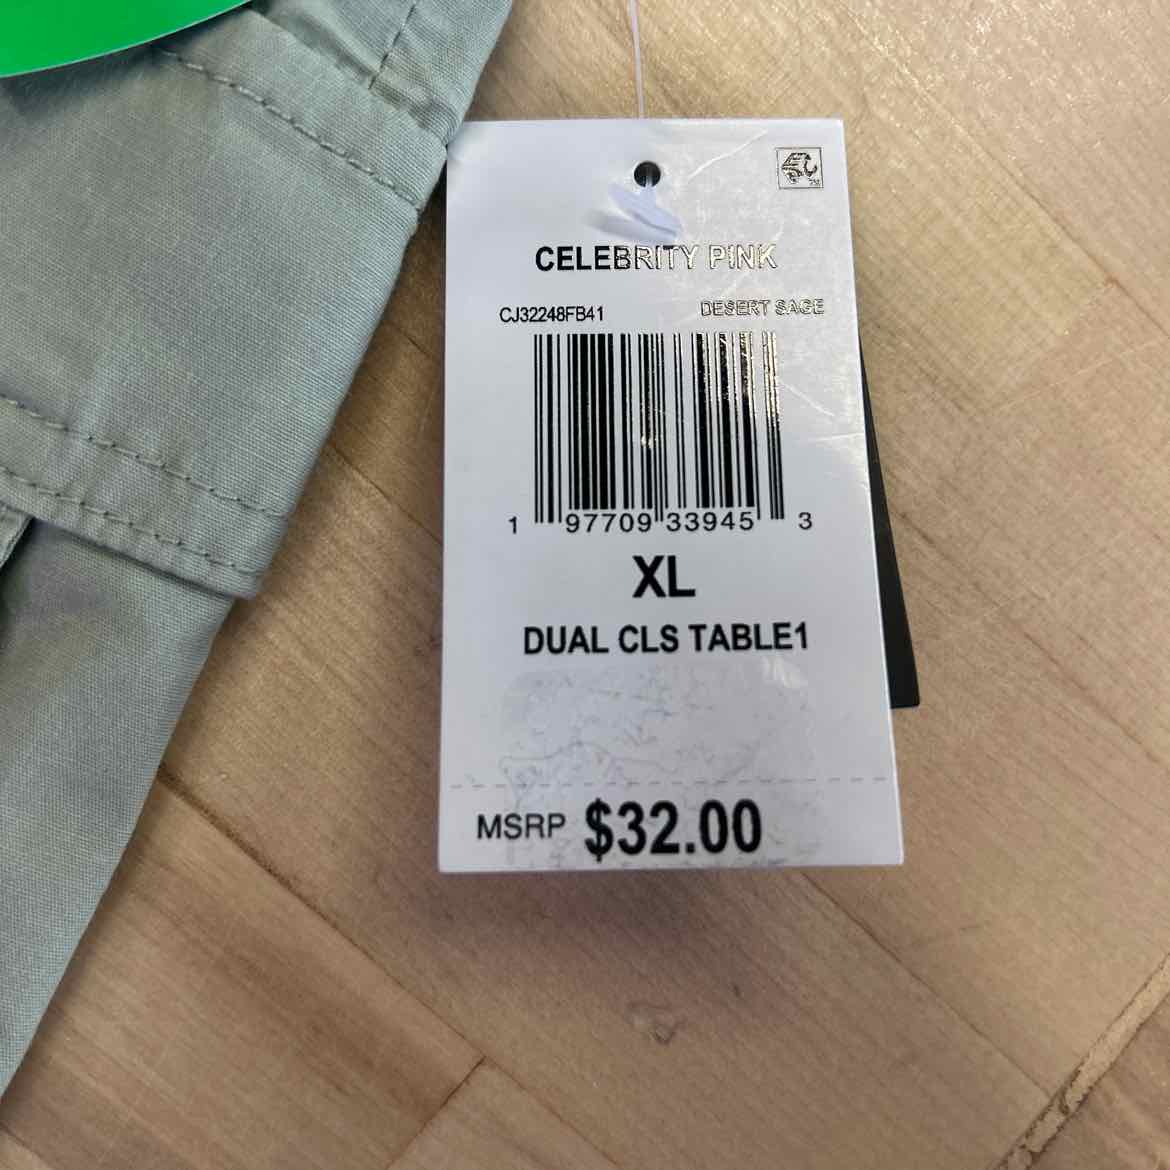 CELEBRITY PINK
CJ32248FB41 DESERT SAGE
1 97709 33945 3
XL
DUAL CLS TABLE1
MSRP $32.00